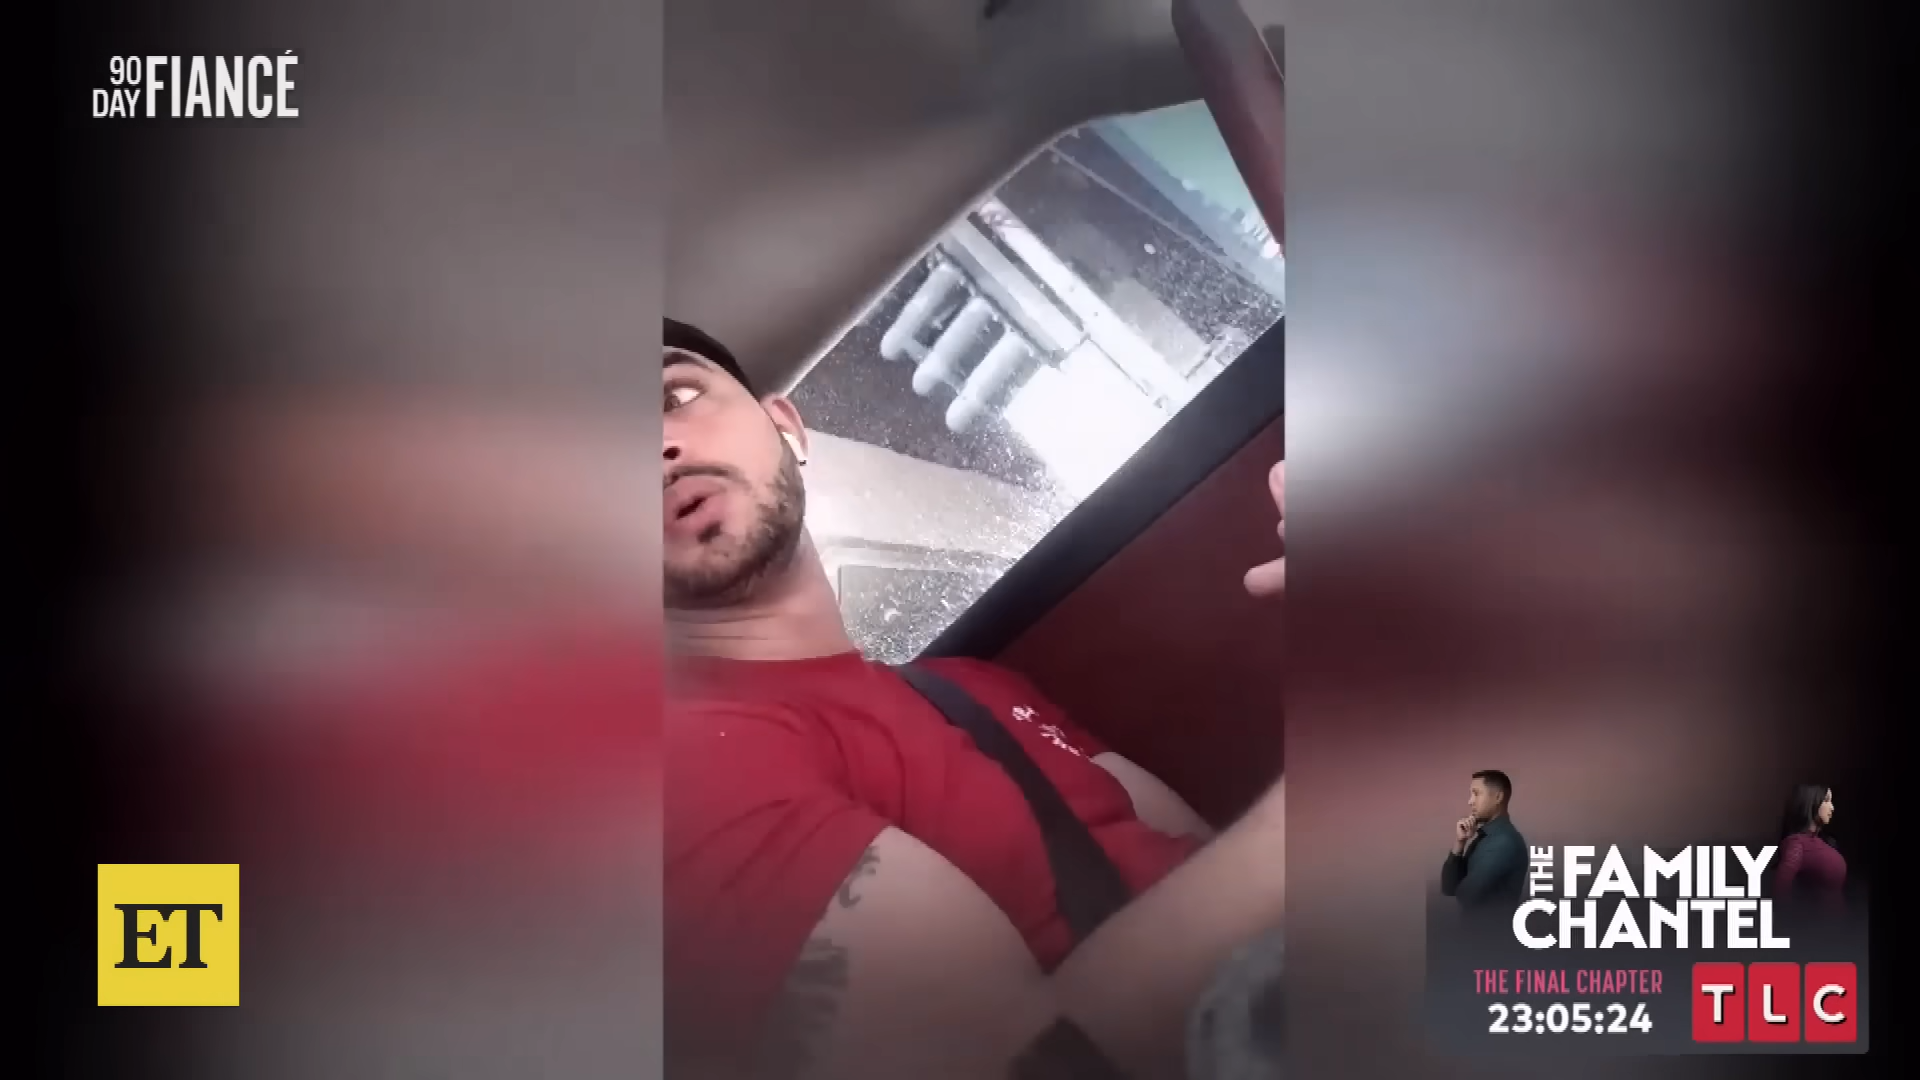 90
DAY FIANCÉ
ET
THE FAMILY
CHANTEL
THE FINAL CHAPTER
23:05:24
TLC